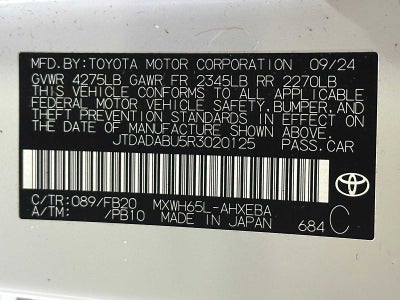 MFD.BY:TOYOTA MOTOR CORPORATION 09/24
GVWR 4275LB GAWR FR 2345LB RR 2270LB
THIS VEHICLE CONFORMS TO ALL APPLICABLE
FEDERAL MOTOR VEHICLE SAFETY,BUMPER,AND
THEFT PREVENTION STANDARDS IN EFFECT ON
THE DATE OF MANUFACTURE SHOWN ABOVE.
JTDADABU5R3020125 PASS.CAR
C/TR:089/FB20 MXWH65L-AHXEBA
A/TM: /PB10 MADE IN JAPAN 684 C
TOYOTA